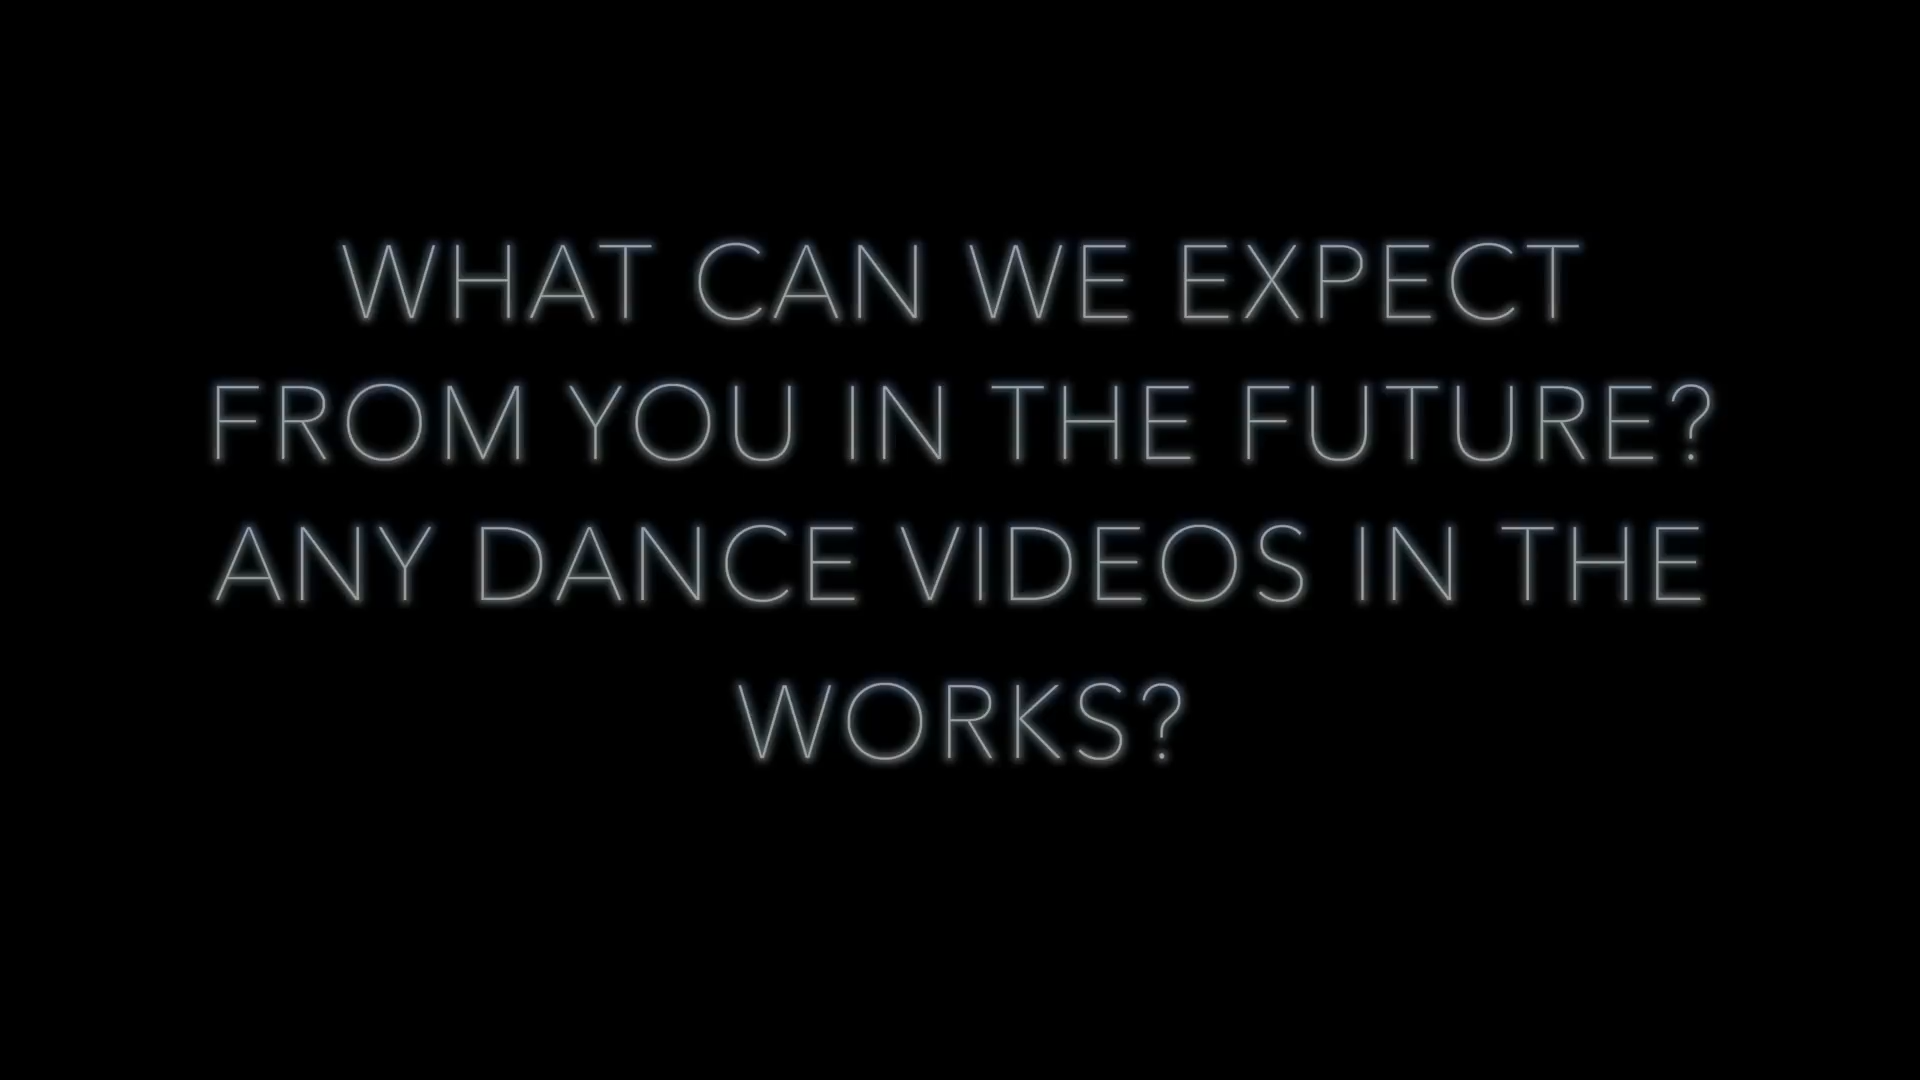 WHAT CAN WE EXPECT
FROM YOU IN THE FUTURE?
ANY DANCE VIDEOS IN THE
WORKS?